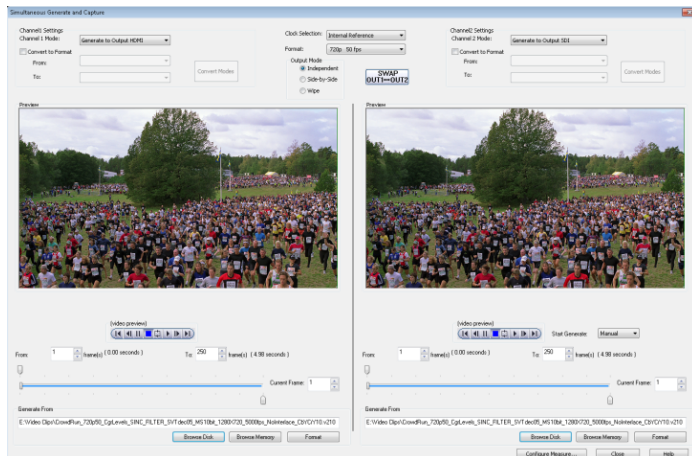 Simultaneous Generate and Capture
Channel1 Settings
Channel 1 Mode: Generate to Output HDMI
Convert to Format
From:
To:
Convert Modes
Clock Selection: Internal Reference
Format: 720p 50 fps
Output Mode
Independent
Side-by-Side
Wipe
SWAP
OUT1↔OUT2
Channel2 Settings
Channel 2 Mode: Generate to Output SDI
Convert to Format
From:
To:
Convert Modes
Preview
Preview
(video preview)
From: 1 frame(s) ( 0.00 seconds ) To: 250 frame(s) ( 4.98 seconds )
Current Frame: 1
Generate From
E:\Video Clips\CrowdRun_720p50_CgrLevels_SINC_FILTER_SVTdec05_MS10bit_1280X720_5000fps_NoInterlace_CbYCrY10.v210
Browse Disk Browse Memory Format
(video preview)
Start Generate Manual
From: 1 frame(s) ( 0.00 seconds ) To: 250 frame(s) ( 4.98 seconds )
Current Frame: 1
Generate From
E:\Video Clips\CrowdRun_720p50_CgrLevels_SINC_FILTER_SVTdec05_MS10bit_1280X720_5000fps_NoInterlace_CbYCrY10.v210
Browse Disk Browse Memory Format
Configure Measure... Close Help